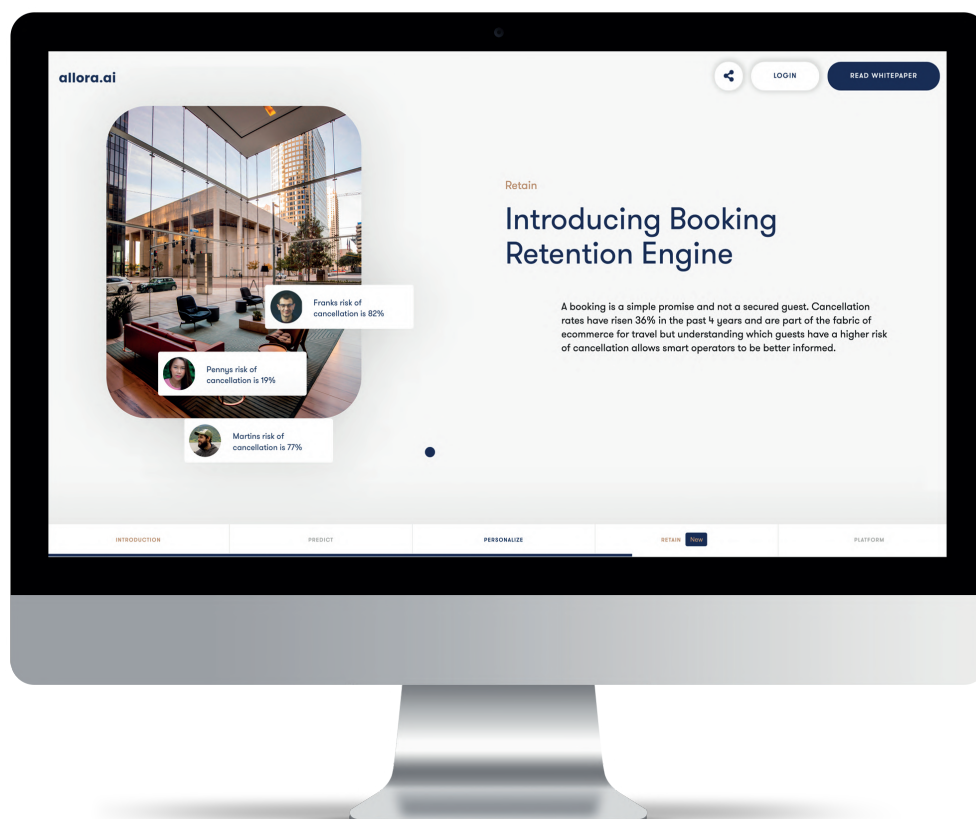 allora.ai
LOGIN
READ WHITEPAPER
Retain
Introducing Booking
Retention Engine
A booking is a simple promise and not a secured guest. Cancellation
rates have risen 36% in the past 4 years and are part of the fabric of
ecommerce for travel but understanding which guests have a higher risk
of cancellation allows smart operators to be better informed.
Franks risk of
cancellation is 82%
Pennys risk of
cancellation is 19%
Martins risk of
cancellation is 77%
INTRODUCTION
PREDICT
PERSONALIZE
RETAIN New
PLATFORM